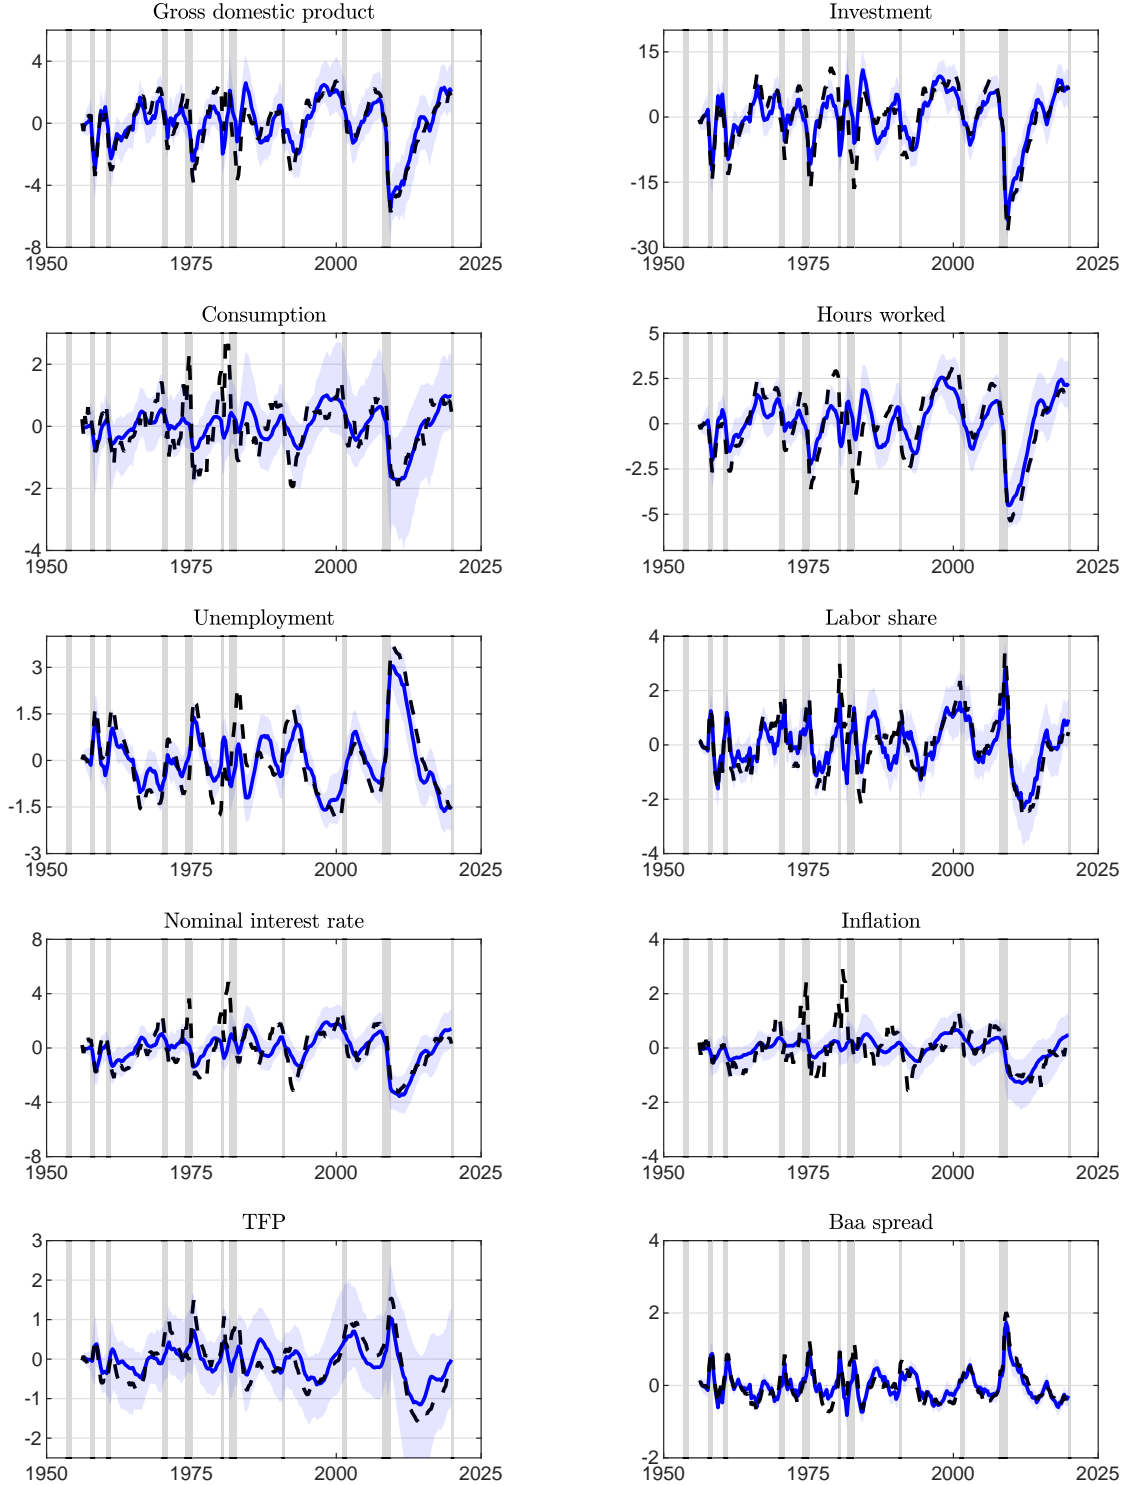 Gross domestic product
4
0
-4
-8
1950 1975 2000 2025
Investment
15
0
-15
-30
1950 1975 2000 2025
Consumption
2
0
-2
-4
1950 1975 2000 2025
Hours worked
5
2.5
0
-2.5
-5
1950 1975 2000 2025
Unemployment
3
1.5
0
-1.5
-3
1950 1975 2000 2025
Labor share
4
2
0
-2
-4
1950 1975 2000 2025
Nominal interest rate
8
4
0
-4
-8
1950 1975 2000 2025
Inflation
4
2
0
-2
-4
1950 1975 2000 2025
TFP
3
2
1
0
-1
-2
1950 1975 2000 2025
Baa spread
4
2
0
-2
1950 1975 2000 2025